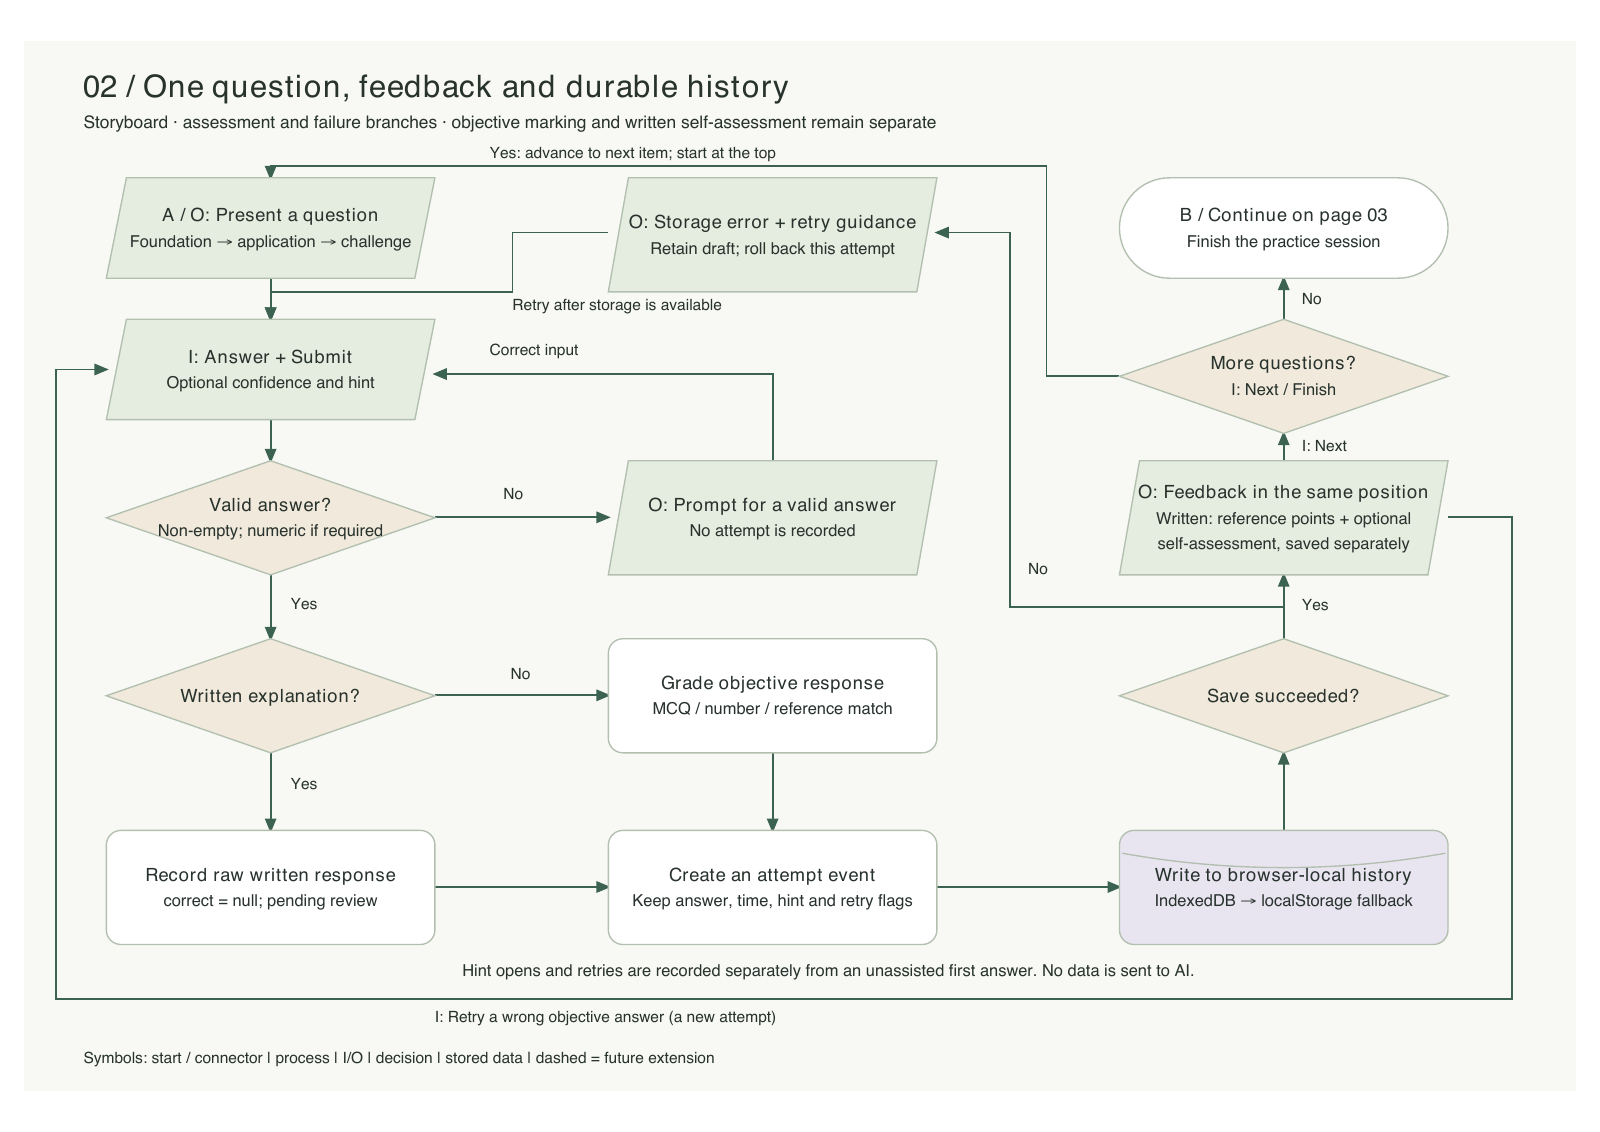 02 / One question, feedback and durable history
Storyboard · assessment and failure branches · objective marking and written self-assessment remain separate
Yes: advance to next item; start at the top
A / O: Present a question
Foundation → application → challenge
O: Storage error + retry guidance
Retain draft; roll back this attempt
B / Continue on page 03
Finish the practice session
Retry after storage is available
No
I: Answer + Submit
Optional confidence and hint
Correct input
More questions?
I: Next / Finish
I: Next
Valid answer?
Non-empty; numeric if required
No
O: Prompt for a valid answer
No attempt is recorded
O: Feedback in the same position
Written: reference points + optional
self-assessment, saved separately
No
Yes
Yes
Written explanation?
No
Grade objective response
MCQ / number / reference match
Save succeeded?
Yes
Record raw written response
correct = null; pending review
Create an attempt event
Keep answer, time, hint and retry flags
Write to browser-local history
IndexedDB → localStorage fallback
Hint opens and retries are recorded separately from an unassisted first answer. No data is sent to AI.
I: Retry a wrong objective answer (a new attempt)
Symbols: start / connector | process | I/O | decision | stored data | dashed = future extension